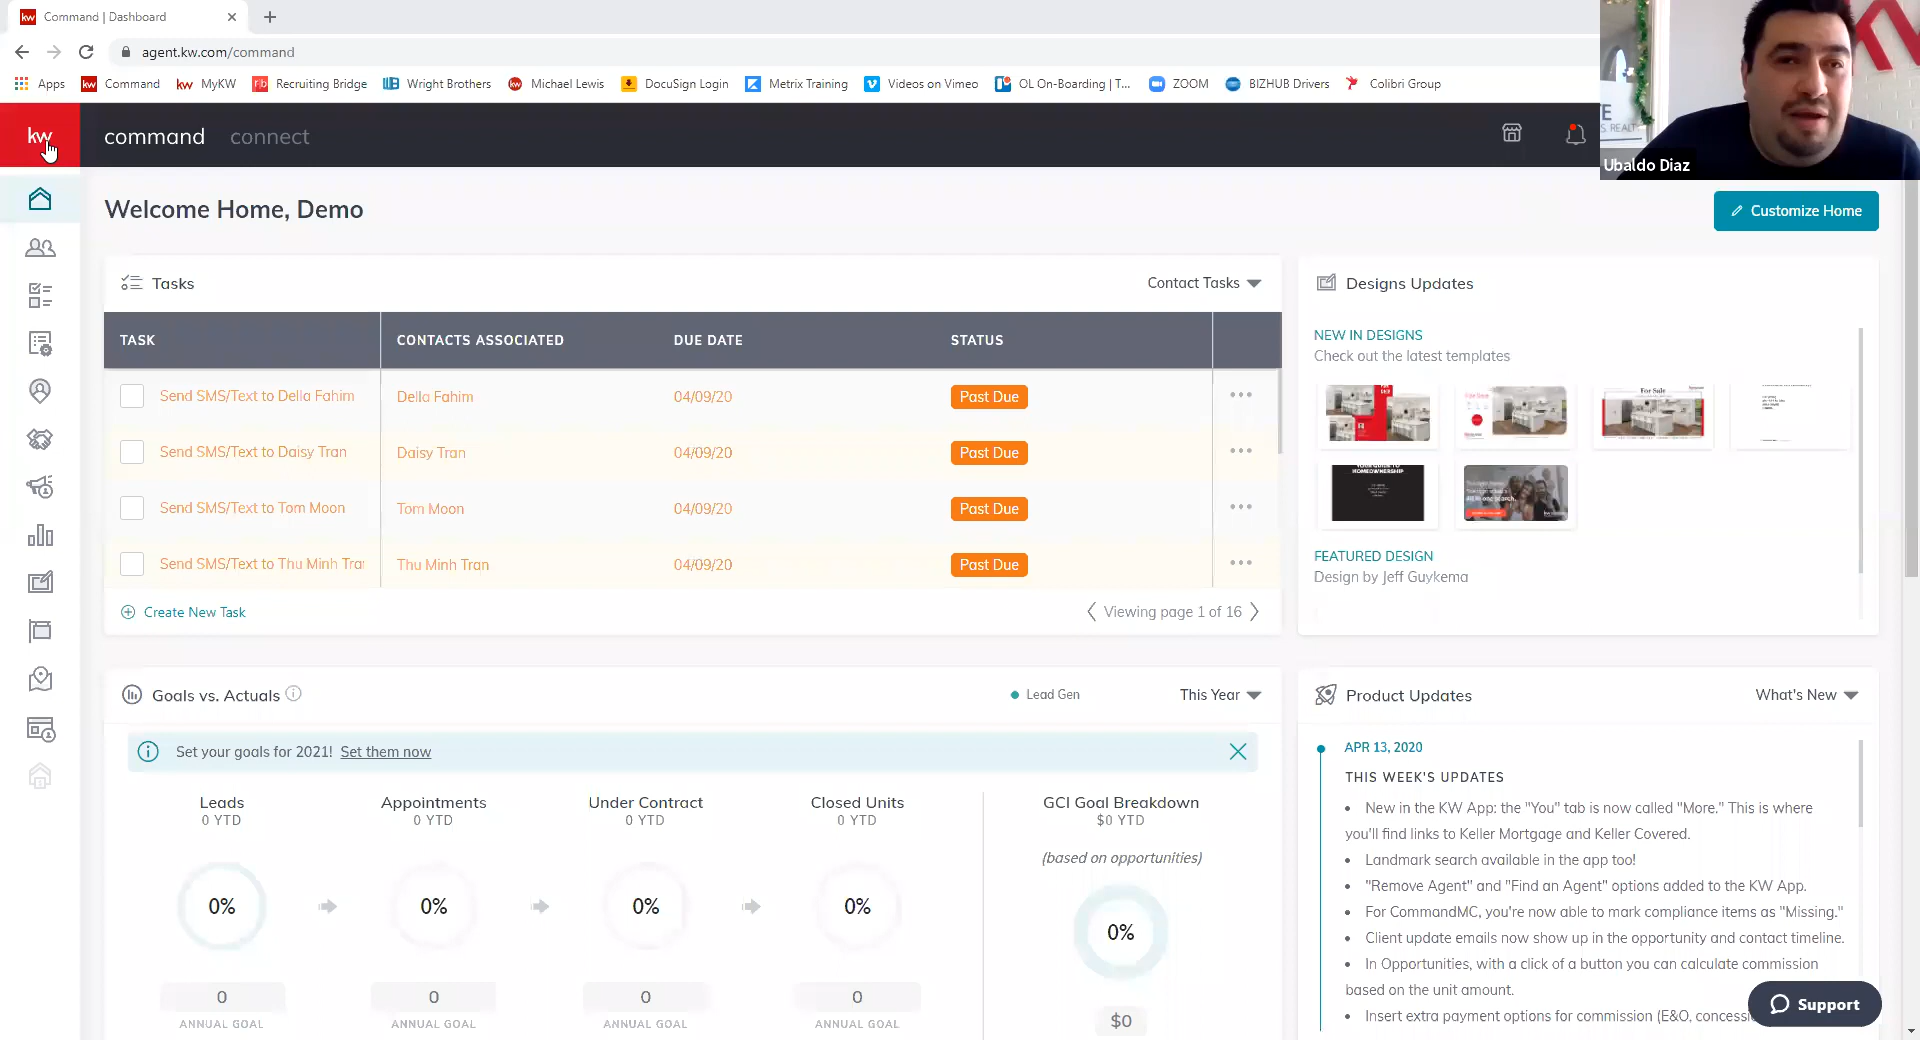 kw Command | Dashboard
agent.kw.com/command
Apps kw Command kw MyKW rb Recruiting Bridge Wright Brothers kw Michael Lewis DocuSign Login Metrix Training Videos on Vimeo OL On-Boarding | T... ZOOM BIZHUB Drivers Colibri Group
kw command connect
Ubaldo Diaz
Welcome Home, Demo
Customize Home
Tasks
Contact Tasks
TASK CONTACTS ASSOCIATED DUE DATE STATUS
Send SMS/Text to Della Fahim Della Fahim 04/09/20 Past Due
Send SMS/Text to Daisy Tran Daisy Tran 04/09/20 Past Due
Send SMS/Text to Tom Moon Tom Moon 04/09/20 Past Due
Send SMS/Text to Thu Minh Tra Thu Minh Tran 04/09/20 Past Due
Create New Task
Viewing page 1 of 16
Designs Updates
NEW IN DESIGNS
Check out the latest templates
For Sale
HOMEOWNERSHIP
FEATURED DESIGN
Design by Jeff Guykema
Goals vs. Actuals
Lead Gen
This Year
Set your goals for 2021! Set them now
Leads Appointments Under Contract Closed Units
0 YTD 0 YTD 0 YTD 0 YTD
0% 0% 0% 0%
0 0 0 0
ANNUAL GOAL ANNUAL GOAL ANNUAL GOAL ANNUAL GOAL
GCI Goal Breakdown
$0 YTD
(based on opportunities)
0%
$0
Product Updates
What's New
APR 13, 2020
THIS WEEK'S UPDATES
• New in the KW App: the "You" tab is now called "More." This is where
you'll find links to Keller Mortgage and Keller Covered.
• Landmark search available in the app too!
• "Remove Agent" and "Find an Agent" options added to the KW App.
• For CommandMC, you're now able to mark compliance items as "Missing."
• Client update emails now show up in the opportunity and contact timeline.
• In Opportunities, with a click of a button you can calculate commission
based on the unit amount.
• Insert extra payment options for commission (E&O, concessi
Support